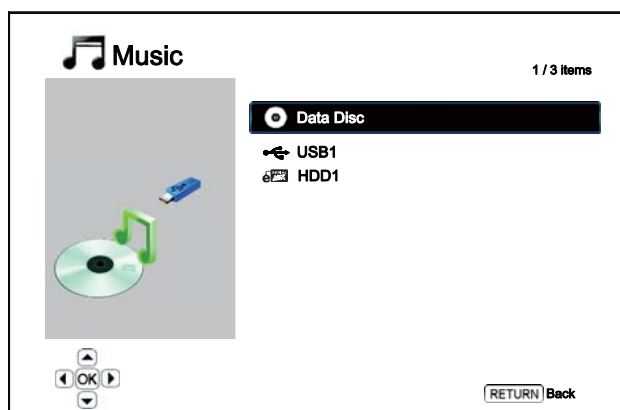 Music
1 / 3 items
Data Disc
USB1
HDD1
OK
RETURN Back